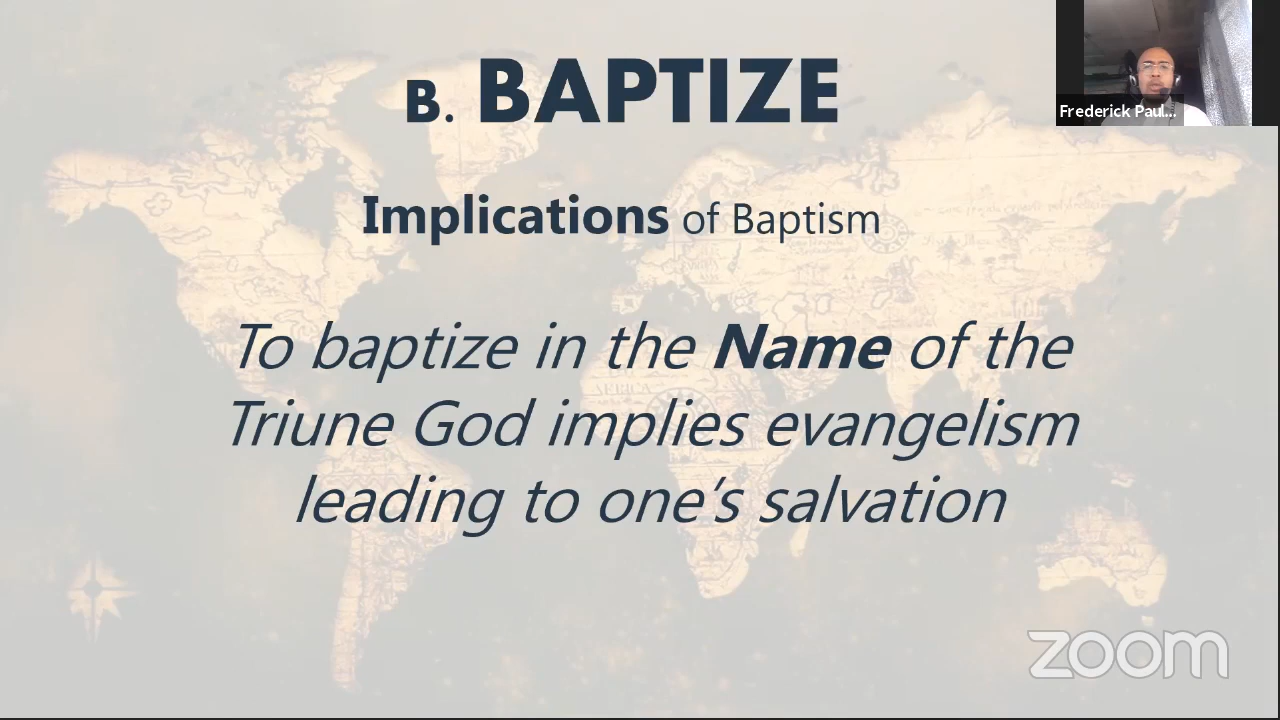 B. BAPTIZE
Frederick Paul...
Implications of Baptism
To baptize in the Name of the
Triune God implies evangelism
leading to one's salvation
AFRICA
zoom